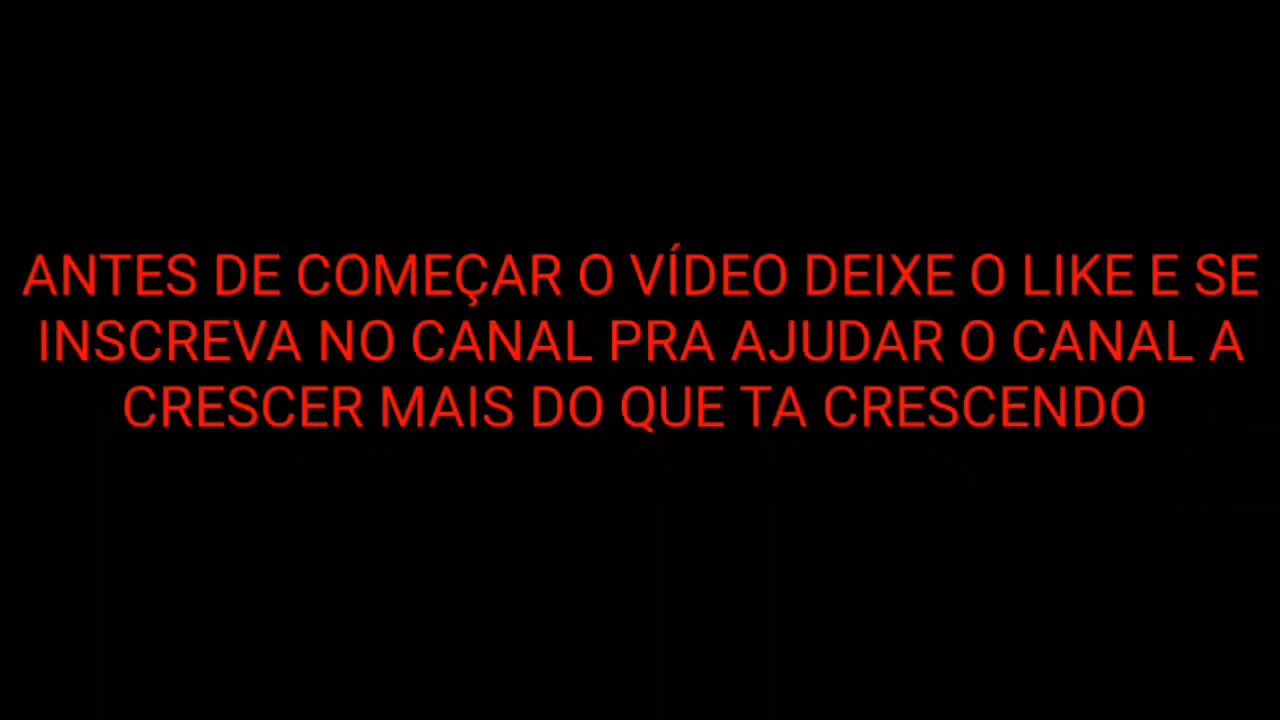 ANTES DE COMEÇAR O VÍDEO DEIXE O LIKE E SE
INSCREVA NO CANAL PRA AJUDAR O CANAL A
CRESCER MAIS DO QUE TA CRESCENDO